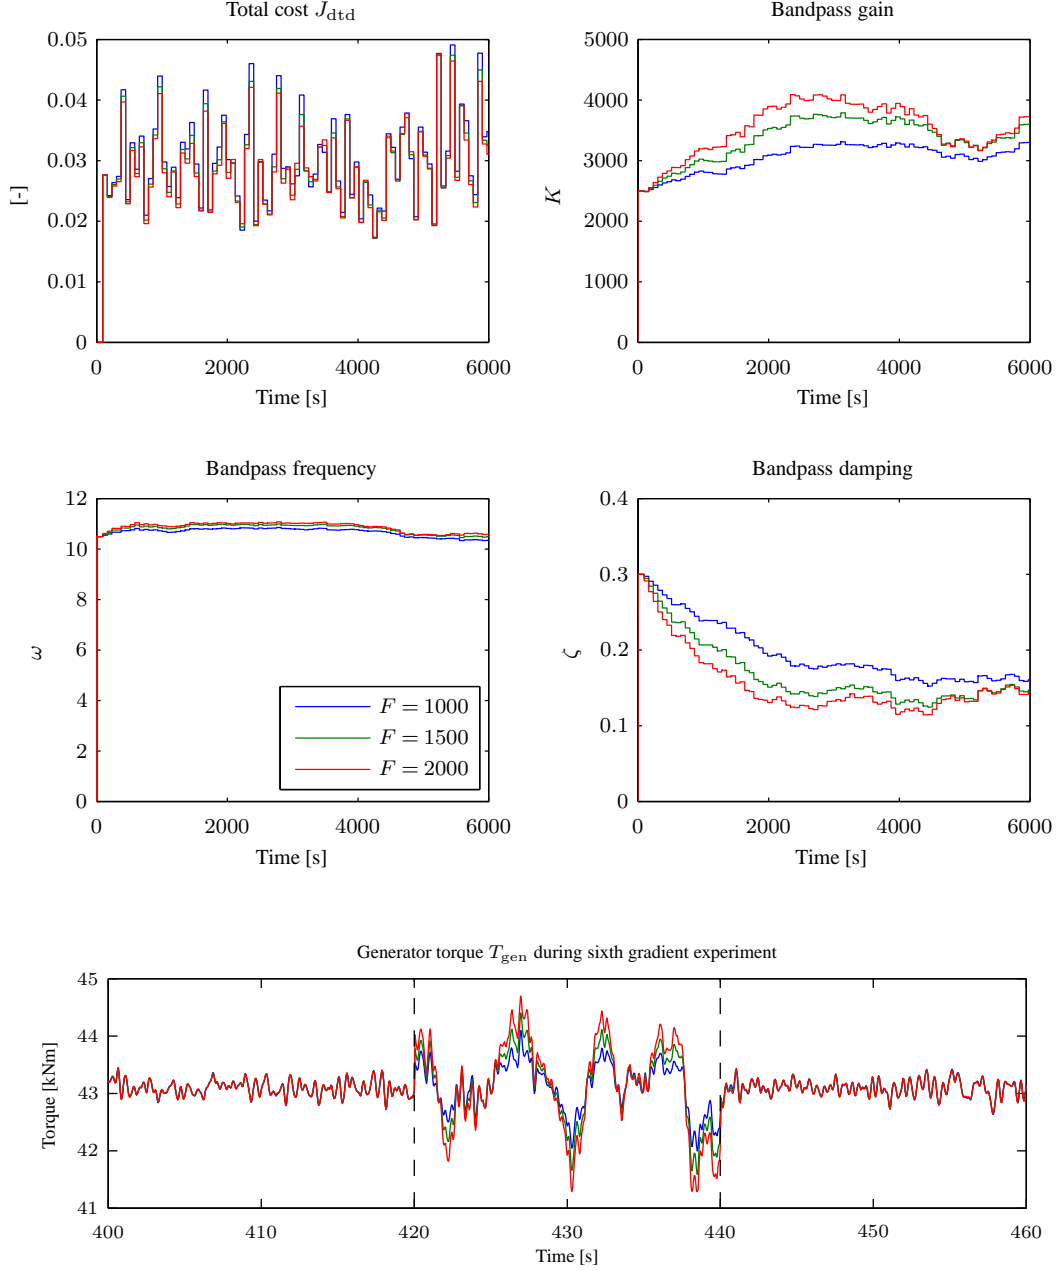 Total cost J_dtd
0.05
0.04
0.03
0.02
0.01
0
[-]
0 2000 4000 6000
Time [s]
Bandpass gain
5000
4000
3000
2000
1000
0
K
0 2000 4000 6000
Time [s]
Bandpass frequency
12
10
8
6
4
2
0
ω
F = 1000
F = 1500
F = 2000
0 2000 4000 6000
Time [s]
Bandpass damping
0.4
0.3
0.2
0.1
0
ζ
0 2000 4000 6000
Time [s]
Generator torque T_gen during sixth gradient experiment
45
44
43
42
41
Torque [kNm]
400 410 420 430 440 450 460
Time [s]